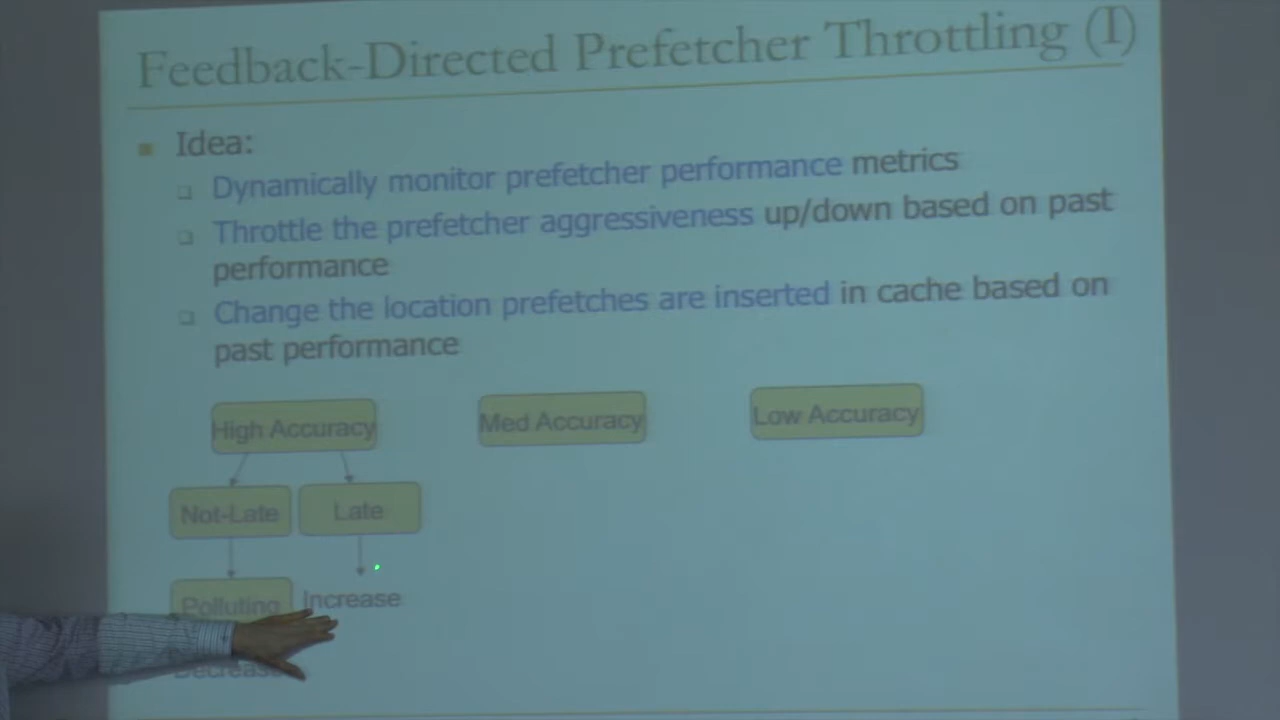 Feedback-Directed Prefetcher Throttling (I)
Idea:
Dynamically monitor prefetcher performance metrics
Throttle the prefetcher aggressiveness up/down based on past
performance
Change the location prefetches are inserted in cache based on
past performance
High Accuracy Med Accuracy Low Accuracy
Not-Late Late
Polluting Increase
Decrease